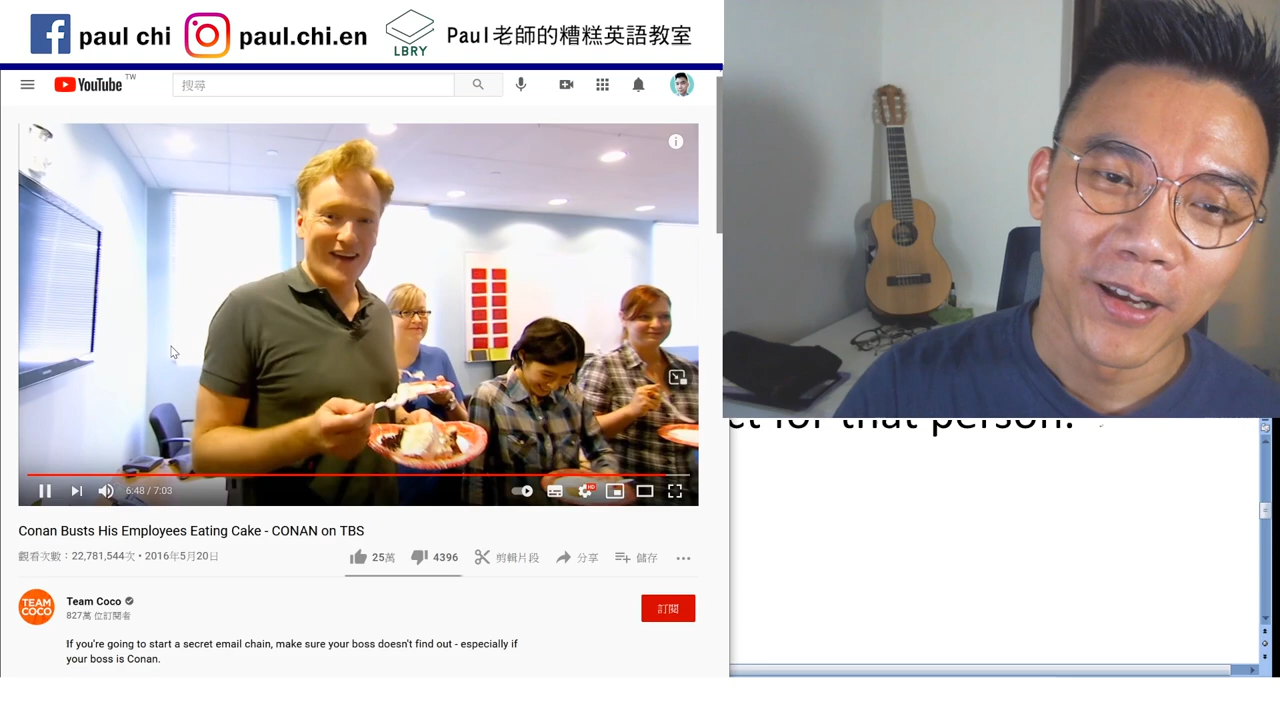 paul chi
paul.chi.en
LBRY
Paul老師的糟糕英語教室
YouTube TW
搜尋
6:48 / 7:03
HD
Conan Busts His Employees Eating Cake - CONAN on TBS
觀看次數：22,781,544次 • 2016年5月20日
25萬
4396
剪輯片段
分享
儲存
TEAM COCO
Team Coco
827萬 位訂閱者
訂閱
If you're going to start a secret email chain, make sure your boss doesn't find out - especially if
your boss is Conan.
for that person.